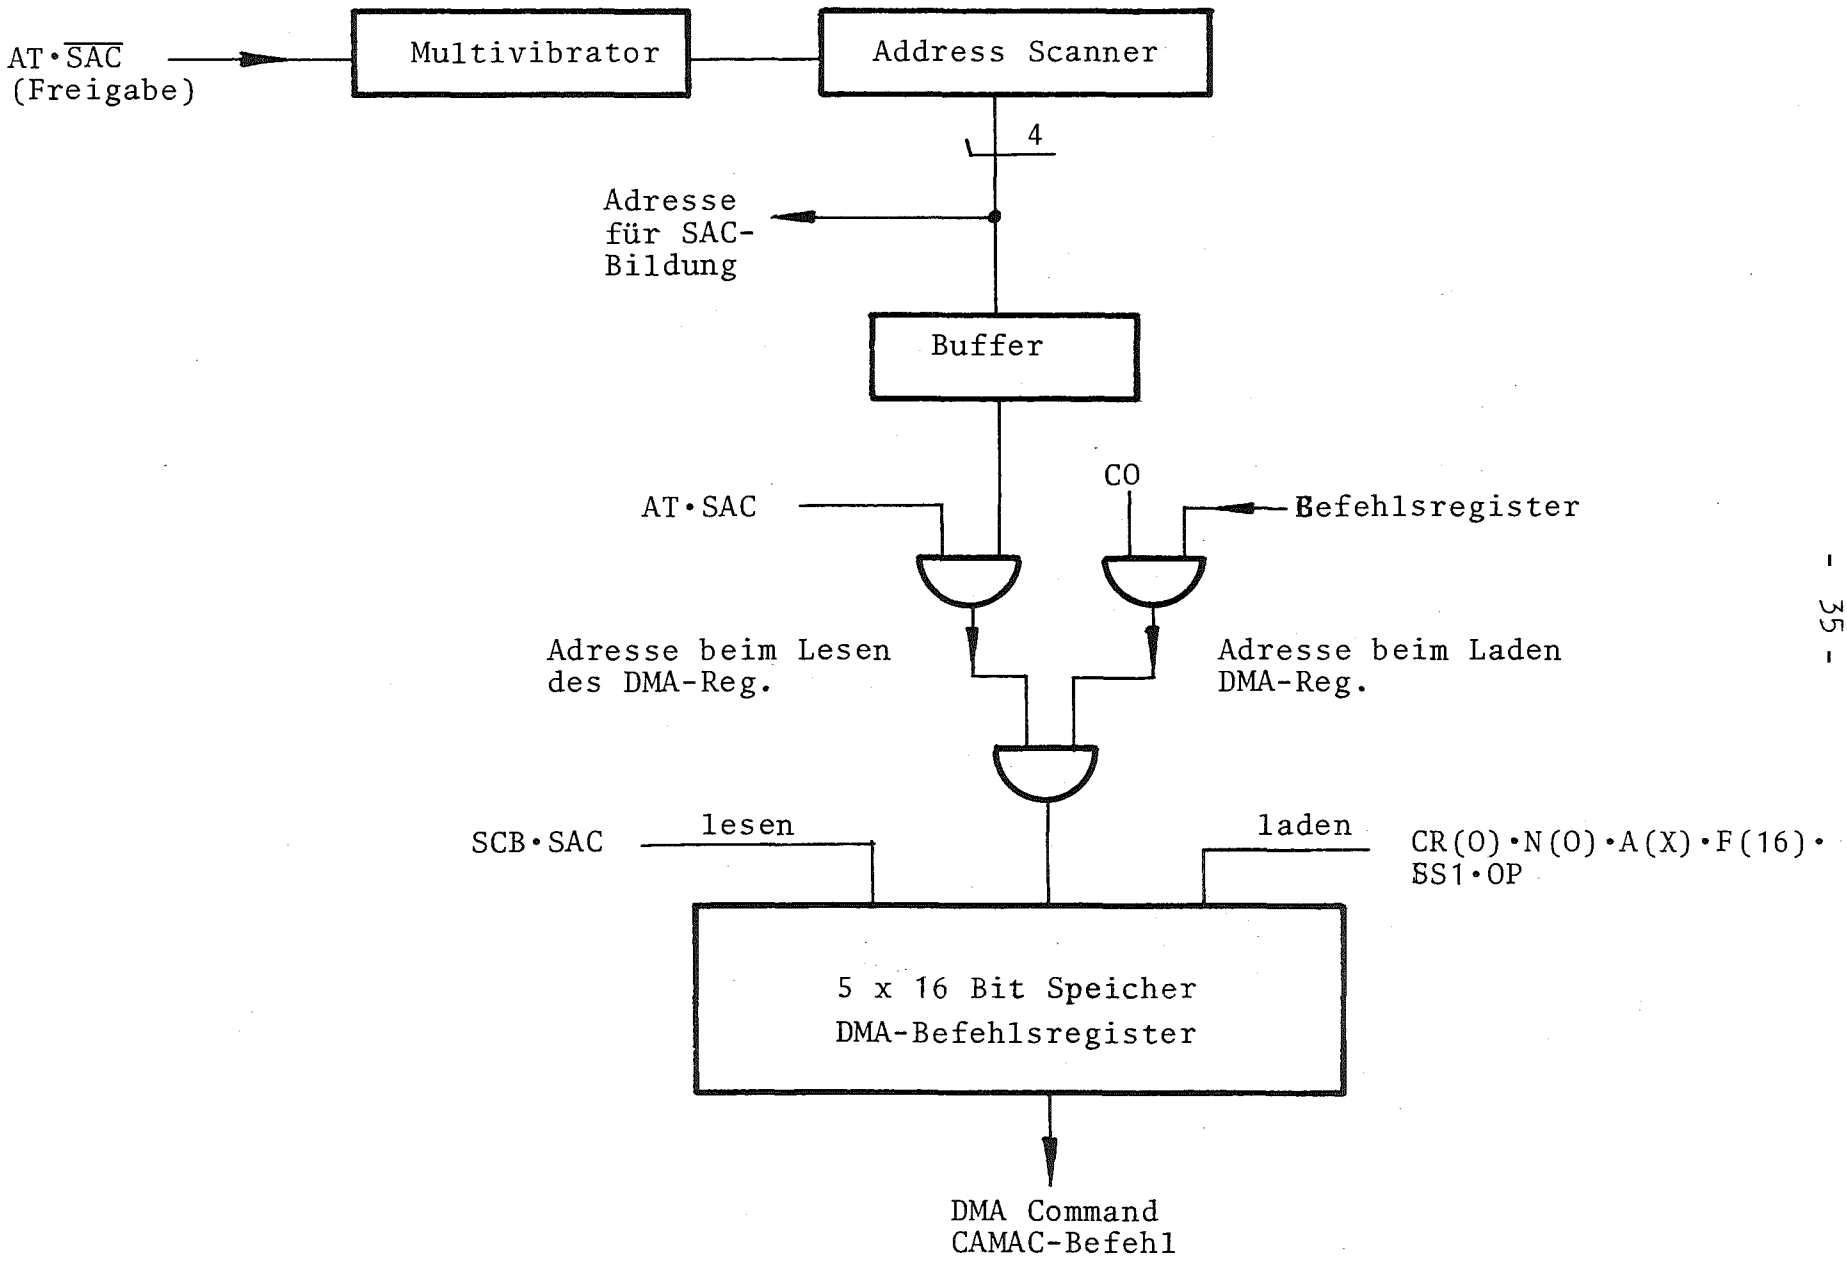 AT·S̅A̅C̅
(Freigabe)
Multivibrator
Address Scanner
4
Adresse
für SAC-
Bildung
Buffer
CO
AT·SAC
Befehlsregister
Adresse beim Lesen
des DMA-Reg.
Adresse beim Laden
DMA-Reg.
- 35 -
lesen
SCB·SAC
laden
CR(O)·N(O)·A(X)·F(16)·
SS1·OP
5 x 16 Bit Speicher
DMA-Befehlsregister
DMA Command
CAMAC-Befehl